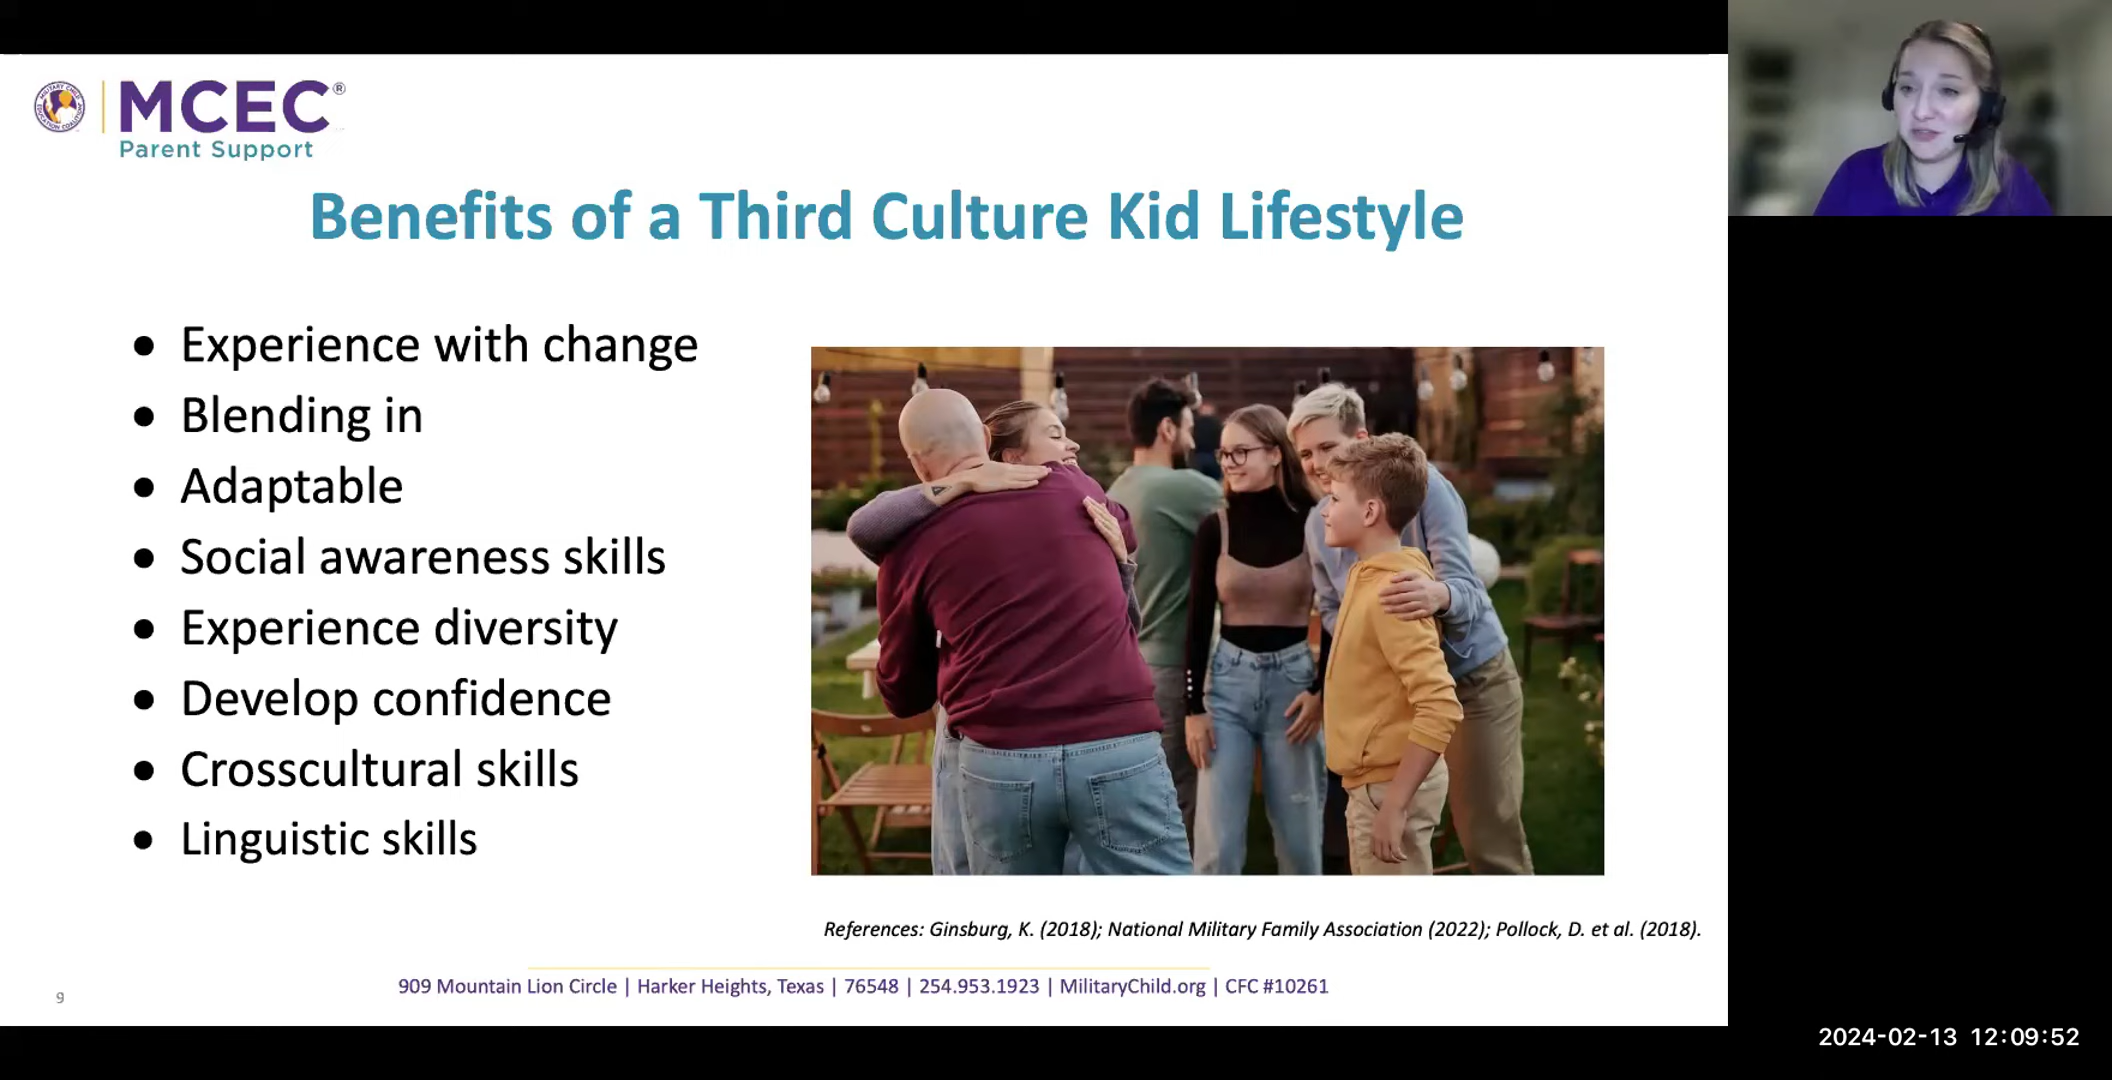 MCEC®
Parent Support
Benefits of a Third Culture Kid Lifestyle
• Experience with change
• Blending in
• Adaptable
• Social awareness skills
• Experience diversity
• Develop confidence
• Crosscultural skills
• Linguistic skills
References: Ginsburg, K. (2018); National Military Family Association (2022); Pollock, D. et al. (2018).
909 Mountain Lion Circle | Harker Heights, Texas | 76548 | 254.953.1923 | MilitaryChild.org | CFC #10261
9
2024-02-13 12:09:52